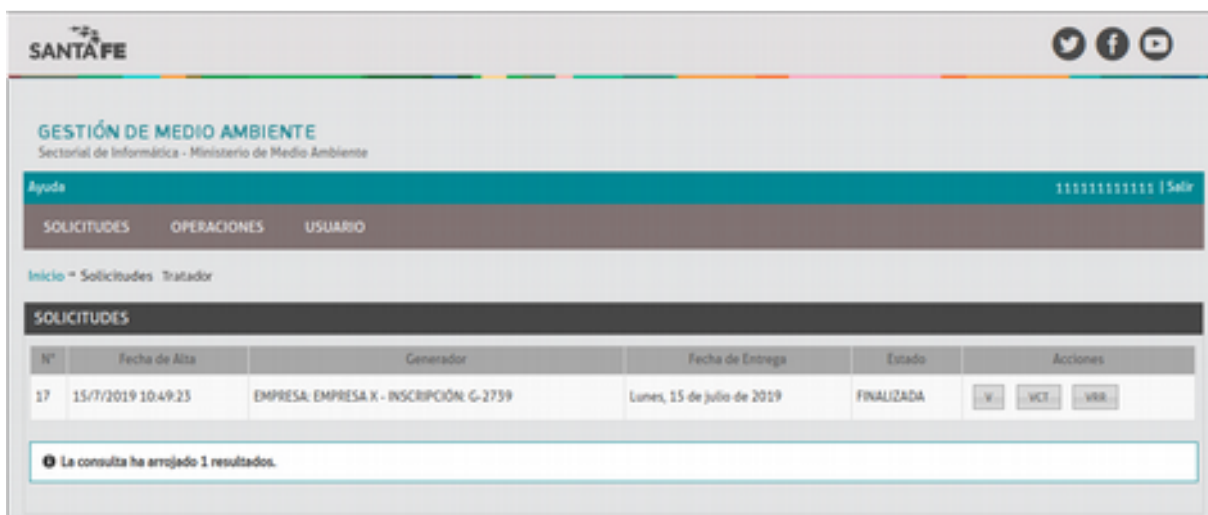 SANTA FE
GESTIÓN DE MEDIO AMBIENTE
Sectorial de Informática - Ministerio de Medio Ambiente
Ayuda 111111111111 | Salir
SOLICITUDES OPERACIONES USUARIO
Inicio - Solicitudes Tratador
SOLICITUDES
N° Fecha de Alta Generador Fecha de Entrega Estado Acciones
17 15/7/2019 10:49:23 EMPRESA: EMPRESA X - INSCRIPCIÓN: G-2739 Lunes, 15 de julio de 2019 FINALIZADA V VCT VRR
La consulta ha arrojado 1 resultados.